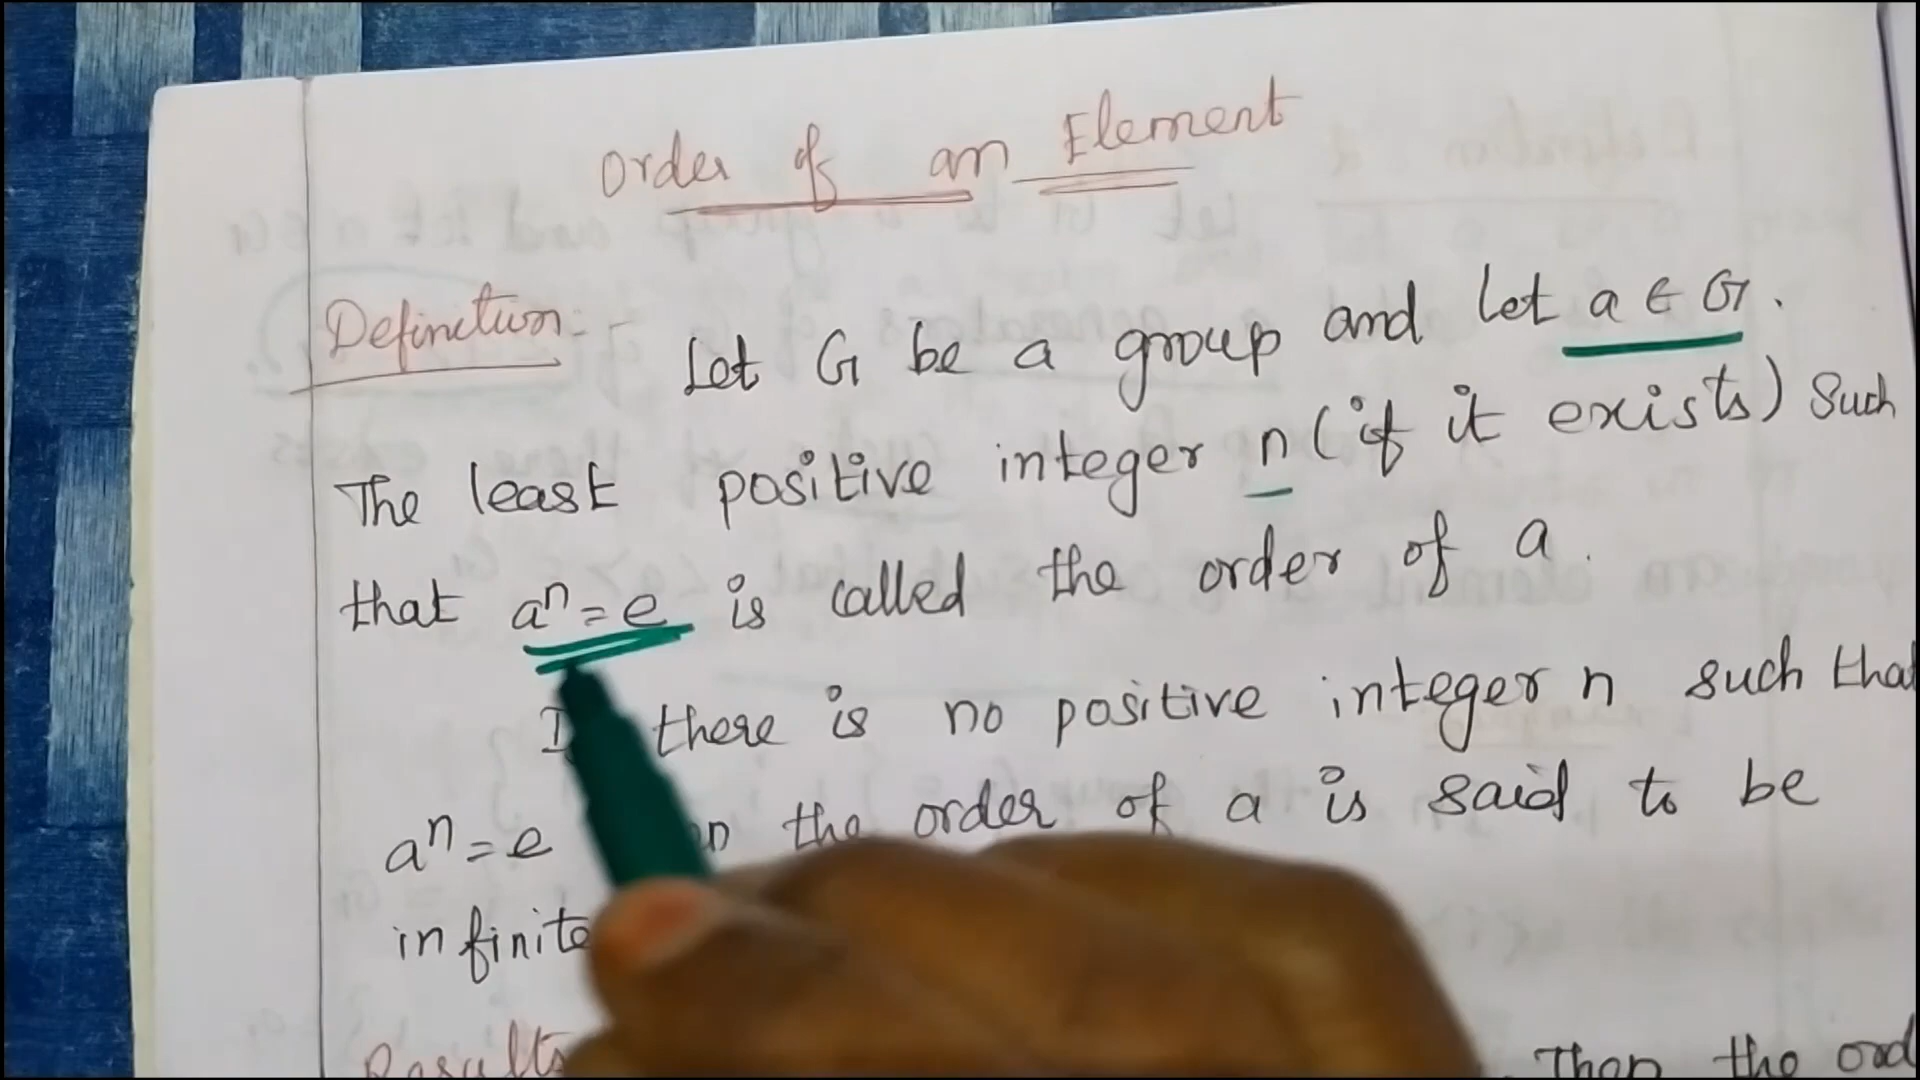 Order of an Element
Definition:- Let G be a group and let a ∈ G.
The least positive integer n (if it exists) such
that aⁿ = e is called the order of a.
there is no positive integer n such that
aⁿ = e the order of a is said to be
infinite
Results
Then the